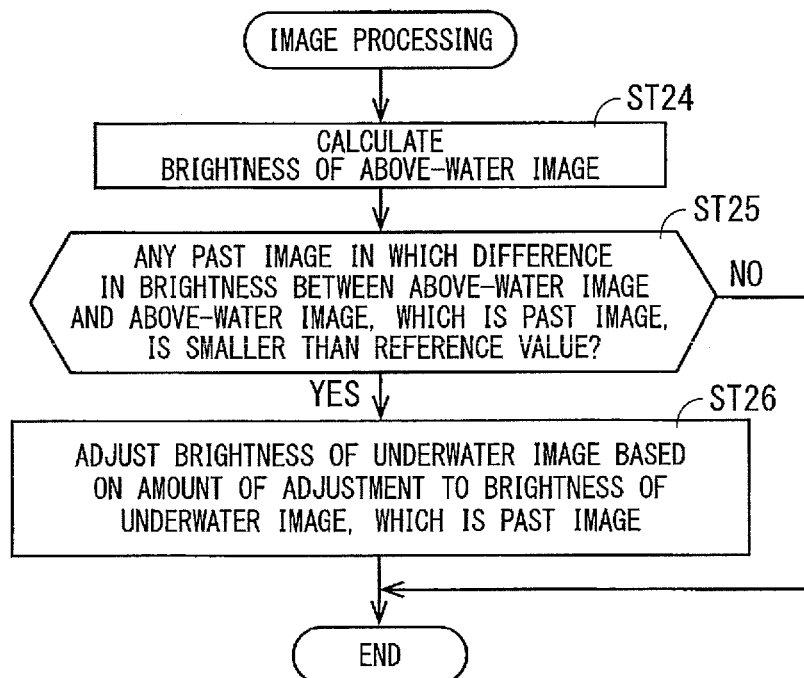 IMAGE PROCESSING
ST24
CALCULATE
BRIGHTNESS OF ABOVE-WATER IMAGE
ST25
ANY PAST IMAGE IN WHICH DIFFERENCE
IN BRIGHTNESS BETWEEN ABOVE-WATER IMAGE
AND ABOVE-WATER IMAGE, WHICH IS PAST IMAGE,
IS SMALLER THAN REFERENCE VALUE?
NO
YES
ST26
ADJUST BRIGHTNESS OF UNDERWATER IMAGE BASED
ON AMOUNT OF ADJUSTMENT TO BRIGHTNESS OF
UNDERWATER IMAGE, WHICH IS PAST IMAGE
END